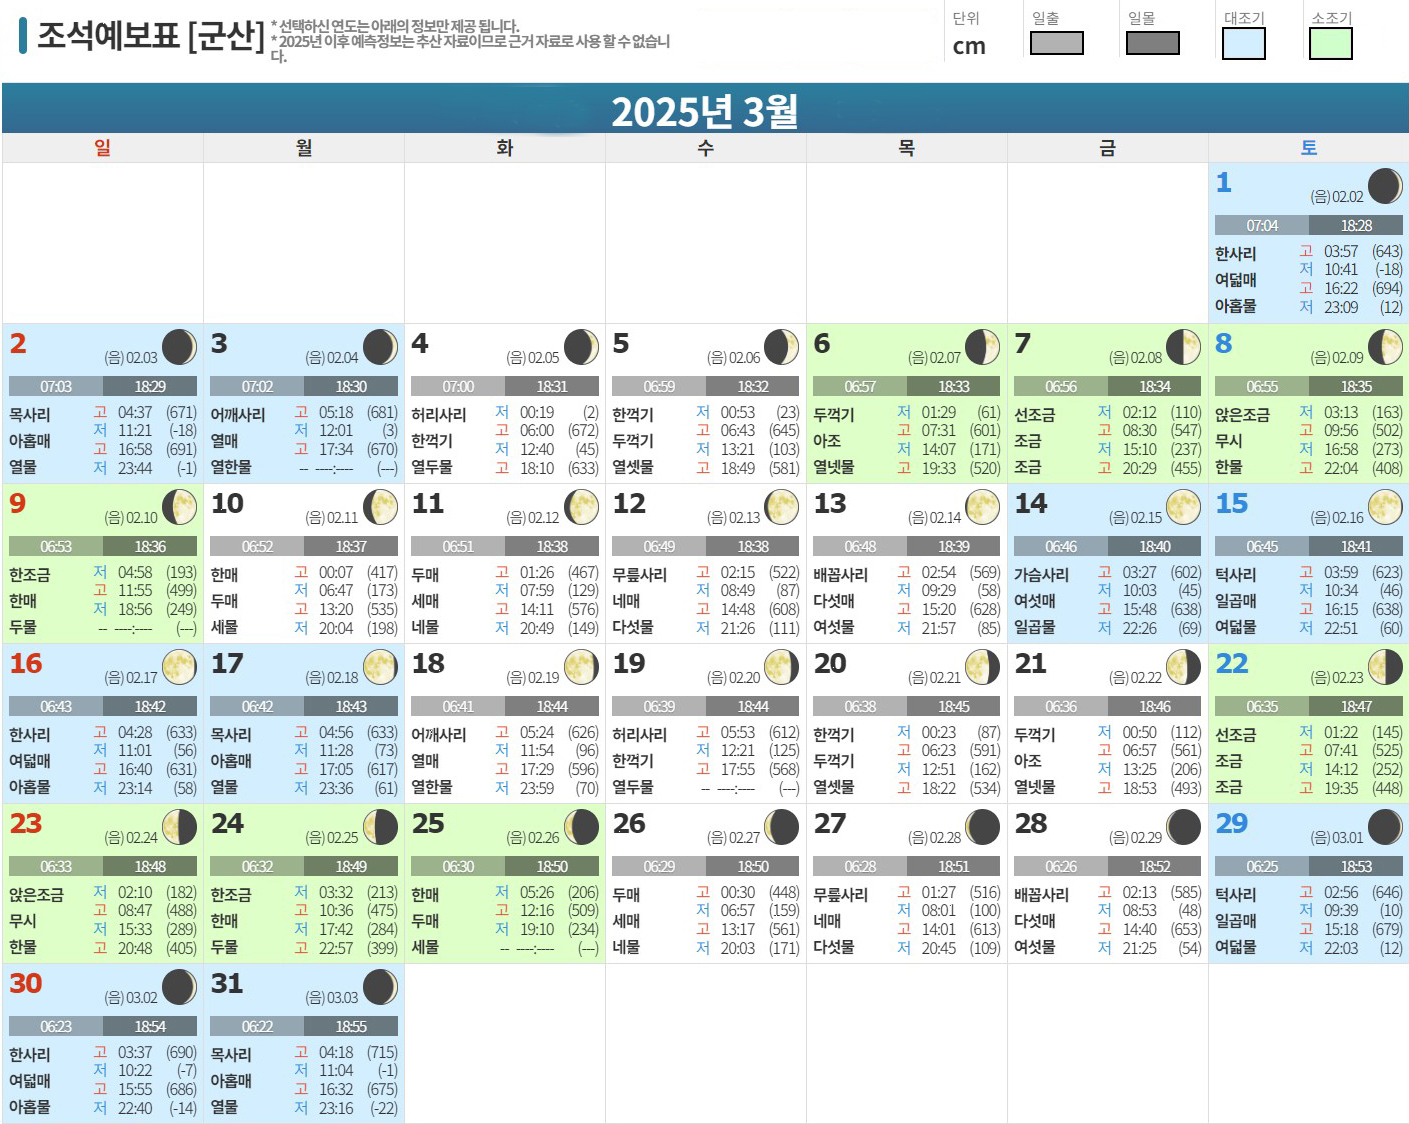 조석예보표 [군산]
* 선택하신 연도는 아래의 정보만 제공 됩니다.
* 2025년 이후 예측정보는 추산 자료이므로 근거 자료로 사용 할 수 없습니
다.
단위 일출 일몰 대조기 소조기
cm
2025년 3월
일 월 화 수 목 금 토
1 (음) 02.02
07:04 18:28
한사리 고 03:57 (643)
여덟매 저 10:41 (-18)
고 16:22 (694)
아홉물 저 23:09 (12)
2 (음) 02.03
07:03 18:29
목사리 고 04:37 (671)
아홉매 저 11:21 (-18)
고 16:58 (691)
열물 저 23:44 (-1)
3 (음) 02.04
07:02 18:30
어깨사리 고 05:18 (681)
열매 저 12:01 (3)
고 17:34 (670)
열한물 -- ----:---- (---)
4 (음) 02.05
07:00 18:31
허리사리 저 00:19 (2)
한꺽기 고 06:00 (672)
저 12:40 (45)
열두물 고 18:10 (633)
5 (음) 02.06
06:59 18:32
한꺽기 저 00:53 (23)
두꺽기 고 06:43 (645)
저 13:21 (103)
열셋물 고 18:49 (581)
6 (음) 02.07
06:57 18:33
두꺽기 저 01:29 (61)
아조 고 07:31 (601)
저 14:07 (171)
열넷물 고 19:33 (520)
7 (음) 02.08
06:56 18:34
선조금 저 02:12 (110)
조금 고 08:30 (547)
저 15:10 (237)
조금 고 20:29 (455)
8 (음) 02.09
06:55 18:35
앉은조금 저 03:13 (163)
무시 고 09:56 (502)
저 16:58 (273)
한물 고 22:04 (408)
9 (음) 02.10
06:53 18:36
한조금 저 04:58 (193)
한매 고 11:55 (499)
저 18:56 (249)
두물 -- ----:---- (---)
10 (음) 02.11
06:52 18:37
한매 고 00:07 (417)
두매 저 06:47 (173)
고 13:20 (535)
세물 저 20:04 (198)
11 (음) 02.12
06:51 18:38
두매 고 01:26 (467)
세매 저 07:59 (129)
고 14:11 (576)
네물 저 20:49 (149)
12 (음) 02.13
06:49 18:38
무릎사리 고 02:15 (522)
네매 저 08:49 (87)
고 14:48 (608)
다섯물 저 21:26 (111)
13 (음) 02.14
06:48 18:39
배꼽사리 고 02:54 (569)
다섯매 저 09:29 (58)
고 15:20 (628)
여섯물 저 21:57 (85)
14 (음) 02.15
06:46 18:40
가슴사리 고 03:27 (602)
여섯매 저 10:03 (45)
고 15:48 (638)
일곱물 저 22:26 (69)
15 (음) 02.16
06:45 18:41
턱사리 고 03:59 (623)
일곱매 저 10:34 (46)
고 16:15 (638)
여덟물 저 22:51 (60)
16 (음) 02.17
06:43 18:42
한사리 고 04:28 (633)
여덟매 저 11:01 (56)
고 16:40 (631)
아홉물 저 23:14 (58)
17 (음) 02.18
06:42 18:43
목사리 고 04:56 (633)
아홉매 저 11:28 (73)
고 17:05 (617)
열물 저 23:36 (61)
18 (음) 02.19
06:41 18:44
어깨사리 고 05:24 (626)
열매 저 11:54 (96)
고 17:29 (596)
열한물 저 23:59 (70)
19 (음) 02.20
06:39 18:44
허리사리 고 05:53 (612)
한꺽기 저 12:21 (125)
고 17:55 (568)
열두물 -- ----:---- (---)
20 (음) 02.21
06:38 18:45
한꺽기 저 00:23 (87)
두꺽기 고 06:23 (591)
저 12:51 (162)
열셋물 고 18:22 (534)
21 (음) 02.22
06:36 18:46
두꺽기 저 00:50 (112)
아조 고 06:57 (561)
저 13:25 (206)
열넷물 고 18:53 (493)
22 (음) 02.23
06:35 18:47
선조금 저 01:22 (145)
조금 고 07:41 (525)
저 14:12 (252)
조금 고 19:35 (448)
23 (음) 02.24
06:33 18:48
앉은조금 저 02:10 (182)
무시 고 08:47 (488)
저 15:33 (289)
한물 고 20:48 (405)
24 (음) 02.25
06:32 18:49
한조금 저 03:32 (213)
한매 고 10:36 (475)
저 17:42 (284)
두물 고 22:57 (399)
25 (음) 02.26
06:30 18:50
한매 저 05:26 (206)
두매 고 12:16 (509)
저 19:10 (234)
세물 -- ----:---- (---)
26 (음) 02.27
06:29 18:50
두매 고 00:30 (448)
세매 저 06:57 (159)
고 13:17 (561)
네물 저 20:03 (171)
27 (음) 02.28
06:28 18:51
무릎사리 고 01:27 (516)
네매 저 08:01 (100)
고 14:01 (613)
다섯물 저 20:45 (109)
28 (음) 02.29
06:26 18:52
배꼽사리 고 02:13 (585)
다섯매 저 08:53 (48)
고 14:40 (653)
여섯물 저 21:25 (54)
29 (음) 03.01
06:25 18:53
턱사리 고 02:56 (646)
일곱매 저 09:39 (10)
고 15:18 (679)
여덟물 저 22:03 (12)
30 (음) 03.02
06:23 18:54
한사리 고 03:37 (690)
여덟매 저 10:22 (-7)
고 15:55 (686)
아홉물 저 22:40 (-14)
31 (음) 03.03
06:22 18:55
목사리 고 04:18 (715)
아홉매 저 11:04 (-1)
고 16:32 (675)
열물 저 23:16 (-22)